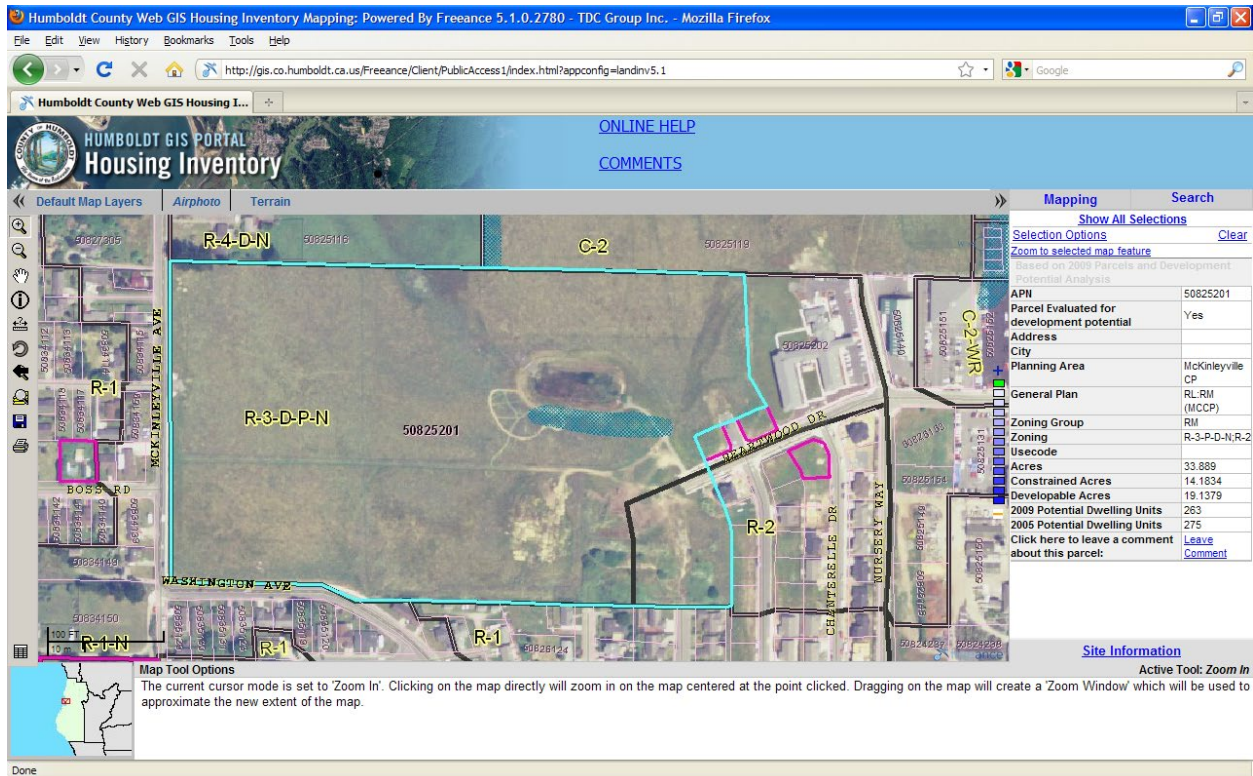 Humboldt County Web GIS Housing Inventory Mapping: Powered By Freeance 5.1.0.2780 - TDC Group Inc. - Mozilla Firefox
File Edit View History Bookmarks Tools Help
http://gis.co.humboldt.ca.us/Freeance/Client/PublicAccess1/index.html?appconfig=landinv5.1
Google
Humboldt County Web GIS Housing I...
HUMBOLDT GIS PORTAL
Housing Inventory
ONLINE HELP
COMMENTS
Default Map Layers Airphoto Terrain
Mapping Search
Show All Selections
Selection Options Clear
Zoom to selected map feature
Based on 2009 Parcels and Development Potential Analysis
APN 50825201
Parcel Evaluated for development potential Yes
Address
City
Planning Area McKinleyville CP
General Plan RL:RM (MCCP)
Zoning Group RM
Zoning R-3-P-D-N;R-2
Usecode
Acres 33.889
Constrained Acres 14.1834
Developable Acres 19.1379
2009 Potential Dwelling Units 263
2005 Potential Dwelling Units 275
Click here to leave a comment about this parcel: Leave Comment
Site Information
50827305
R-4-D-N
50825116
C-2
50825119
MCKINLEYVILLE AVE
R-1
R-3-D-P-N
50825201
50825202
C-2-WR
HEARTWOOD DR
BOSS RD
R-2
CHANTERELLE DR
NURSERY WAY
50834149
WASHINGTON AVE
50834150
100 FT
10 m
R-1-N
R-1
R-1
50826124
Map Tool Options
Active Tool: Zoom In
The current cursor mode is set to 'Zoom In'. Clicking on the map directly will zoom in on the map centered at the point clicked. Dragging on the map will create a 'Zoom Window' which will be used to
approximate the new extent of the map.
Done